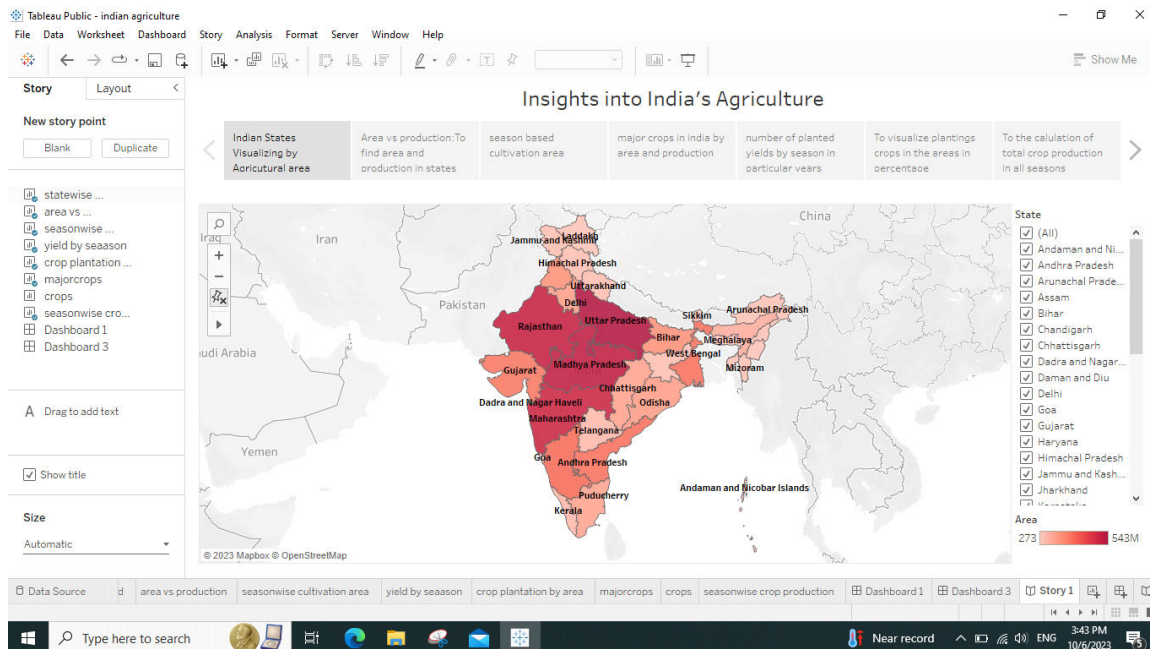 Tableau Public - indian agriculture
File Data Worksheet Dashboard Story Analysis Format Server Window Help
Show Me
Story Layout
New story point
Blank Duplicate
statewise ...
area vs ...
seasonwise ...
yield by seaason
crop plantation ...
majorcrops
crops
seasonwise cro...
Dashboard 1
Dashboard 3
A Drag to add text
Show title
Size
Automatic
Insights into India's Agriculture
Indian States
Visualizing by
Agricutural area
Area vs production:To
find area and
production in states
season based
cultivation area
major crops in india by
area and production
number of planted
yields by season in
particular years
To visualize plantings
crops in the areas in
percentage
To the calulation of
total crop production
in all seasons
China
Iraq
Iran
Laddakh
Jammu and Kashmir
Himachal Pradesh
Uttarakhand
Pakistan
Delhi
Sikkim
Arunachal Pradesh
Rajasthan
Uttar Pradesh
Bihar
Meghalaya
udi Arabia
West Bengal
Gujarat
Madhya Pradesh
Mizoram
Chhattisgarh
Dadra and Nagar Haveli
Odisha
Maharashtra
Telangana
Yemen
Goa
Andhra Pradesh
Andaman and Nicobar Islands
Puducherry
Kerala
© 2023 Mapbox © OpenStreetMap
State
(All)
Andaman and Ni...
Andhra Pradesh
Arunachal Prade...
Assam
Bihar
Chandigarh
Chhattisgarh
Dadra and Nagar...
Daman and Diu
Delhi
Goa
Gujarat
Haryana
Himachal Pradesh
Jammu and Kash...
Jharkhand
Karnataka
Area
273 543M
Data Source d area vs production seasonwise cultivation area yield by seaason crop plantation by area majorcrops crops seasonwise crop production Dashboard 1 Dashboard 3 Story 1
Type here to search
Near record
ENG
3:43 PM
10/6/2023
5